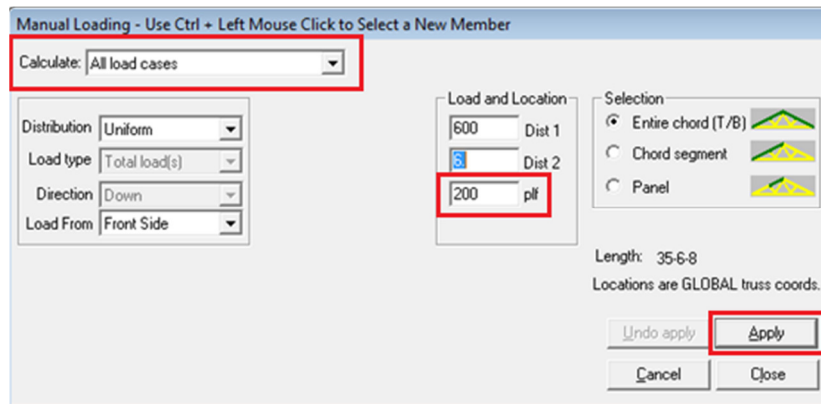 Manual Loading - Use Ctrl + Left Mouse Click to Select a New Member
Calculate: All load cases
Distribution Uniform
Load type Total load(s)
Direction Down
Load From Front Side
Load and Location
600 Dist 1
6. Dist 2
200 plf
Selection
Entire chord (T/B)
Chord segment
Panel
Length: 35-6-8
Locations are GLOBAL truss coords.
Undo apply Apply
Cancel Close